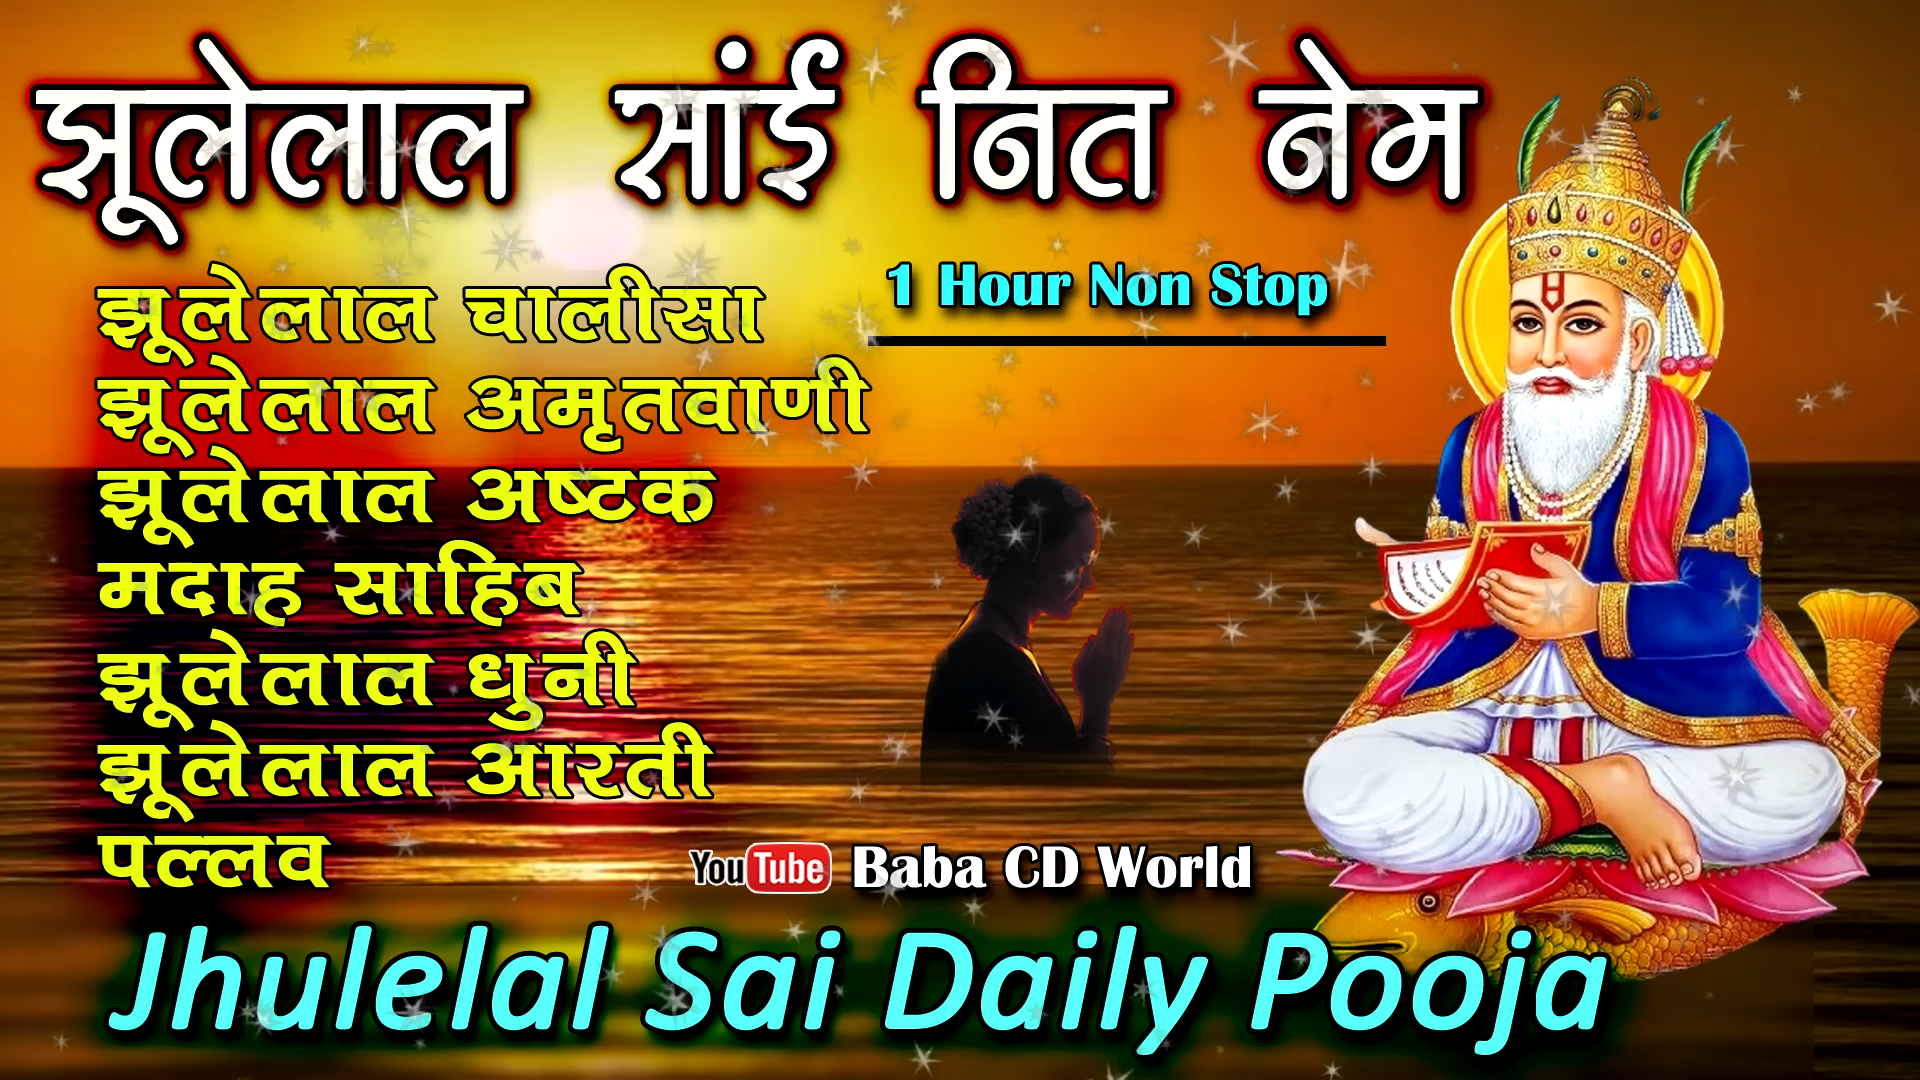 झूलेलाल सांई नित नेम
1 Hour Non Stop
झूलेलाल चालीसा
झूलेलाल अमृतवाणी
झूलेलाल अष्टक
मदाह साहिब
झूलेलाल धुनी
झूलेलाल आरती
पल्लव
YouTube Baba CD World
Jhulelal Sai Daily Pooja